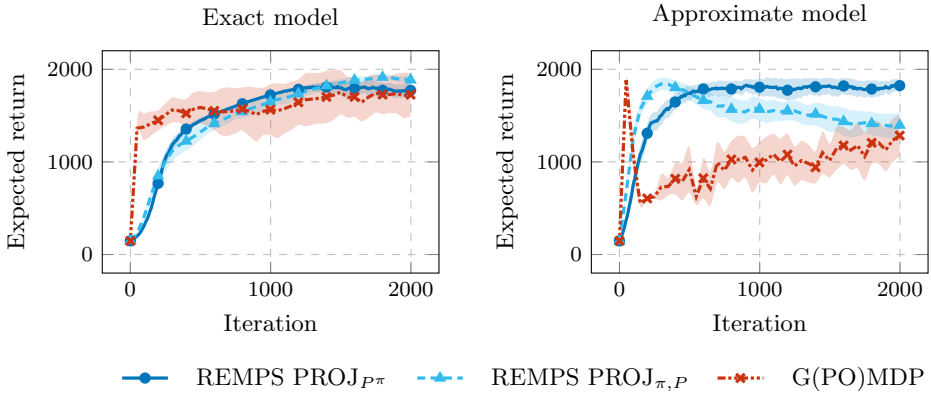 Exact model
Expected return
2000
1000
0
0 1000 2000
Iteration
Approximate model
Expected return
2000
1000
0
0 1000 2000
Iteration
REMPS PROJ_{P^π} REMPS PROJ_{π,P} G(PO)MDP